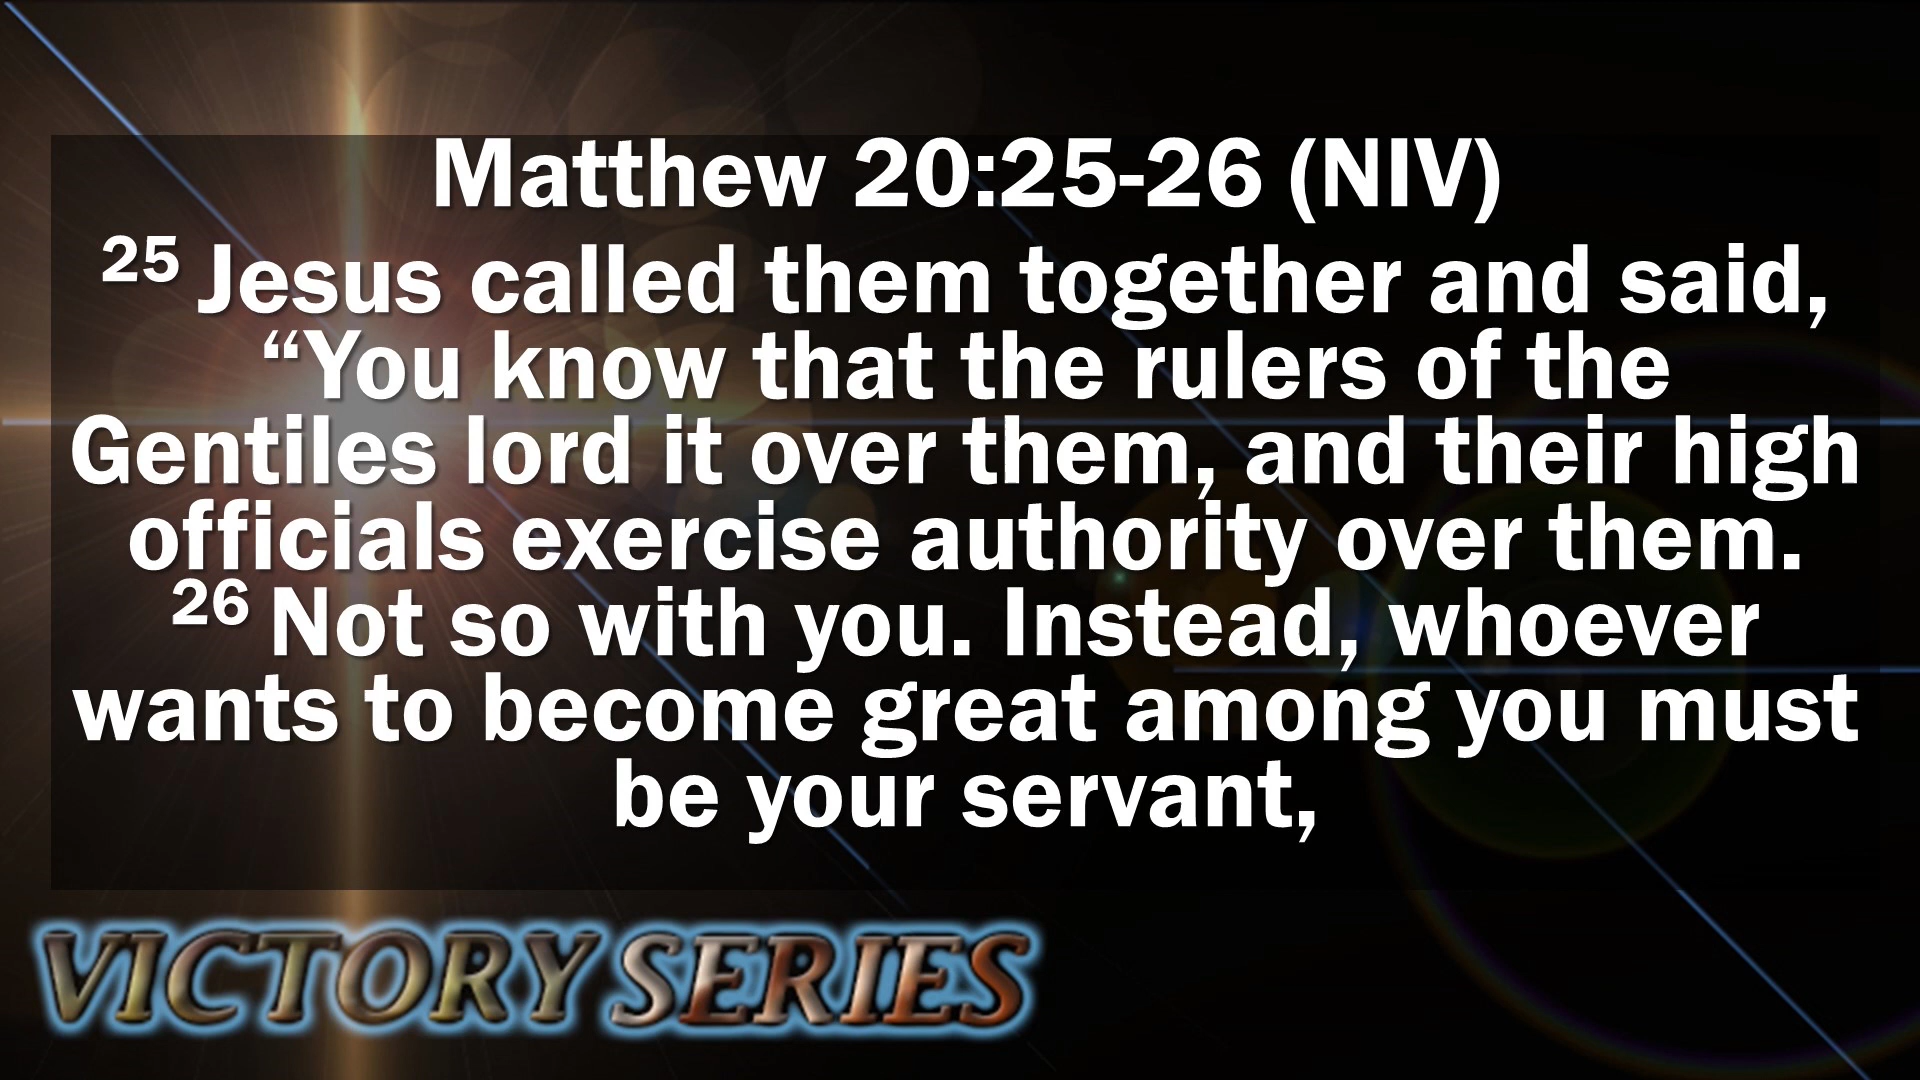 Matthew 20:25-26 (NIV)
25 Jesus called them together and said,
“You know that the rulers of the
Gentiles lord it over them, and their high
officials exercise authority over them.
26 Not so with you. Instead, whoever
wants to become great among you must
be your servant,
VICTORY SERIES